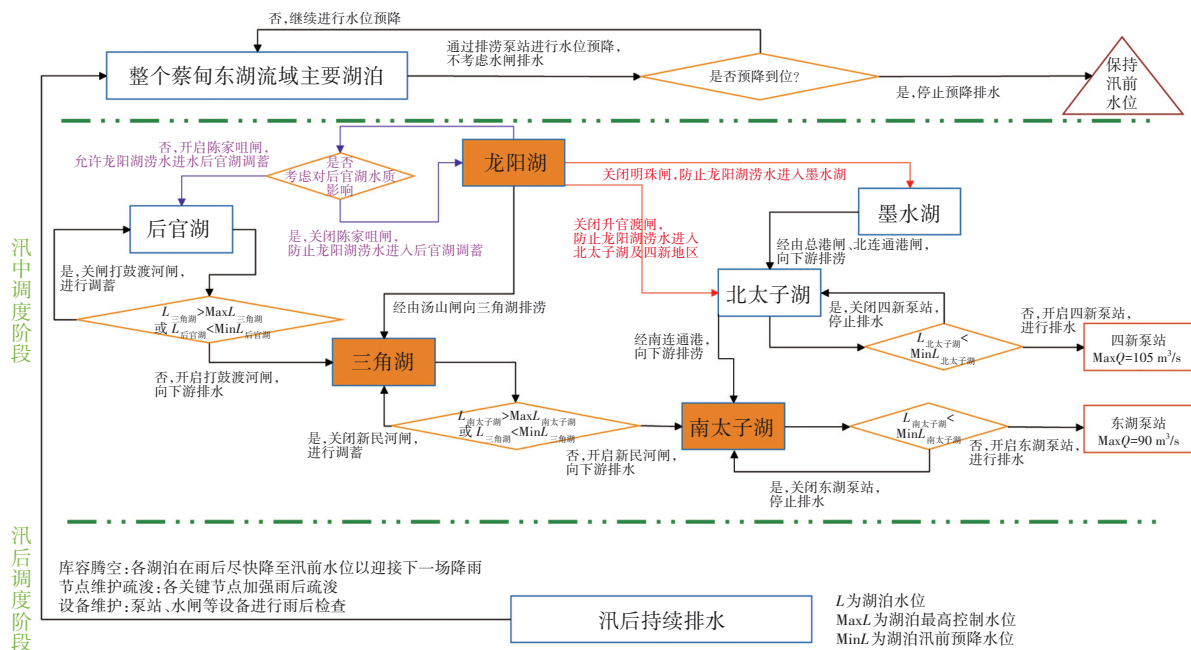 否,继续进行水位预降
整个蔡甸东湖流域主要湖泊
通过排涝泵站进行水位预降,
不考虑水闸排水
是否预降到位?
是,停止预降排水
保持
汛前
水位
汛中调度阶段
否,开启陈家咀闸,
允许龙阳湖涝水进水后官湖调蓄
是否
考虑对后官湖水质
影响
龙阳湖
关闭明珠闸,防止龙阳湖涝水进入墨水湖
墨水湖
后官湖
是,关闭陈家咀闸,
防止龙阳湖涝水进入后官湖调蓄
关闭升官渡闸,
防止龙阳湖涝水进入
北太子湖及四新地区
经由总港闸、北连通港闸,
向下游排涝
是,关闸打鼓渡河闸,
进行调蓄
北太子湖
L三角湖>MaxL三角湖
或 L后官湖<MinL后官湖
经由汤山闸向三角湖排涝
是,关闭四新泵站,
停止排水
否,开启四新泵站,
进行排水
L北太子湖<
MinL北太子湖
四新泵站
MaxQ=105 m³/s
经南连通港,
向下游排涝
三角湖
否,开启打鼓渡河闸,
向下游排水
L南太子湖>MaxL南太子湖
或 L三角湖<MinL三角湖
是,关闭新民河闸,
进行调蓄
否,开启新民河闸,
向下游排水
南太子湖
L南太子湖<
MinL南太子湖
否,开启东湖泵站,
进行排水
东湖泵站
MaxQ=90 m³/s
是,关闭东湖泵站,
停止排水
汛后调度阶段
库容腾空:各湖泊在雨后尽快降至汛前水位以迎接下一场降雨
节点维护疏浚:各关键节点加强雨后疏浚
设备维护:泵站、水闸等设备进行雨后检查
汛后持续排水
L为湖泊水位
MaxL为湖泊最高控制水位
MinL为湖泊汛前预降水位